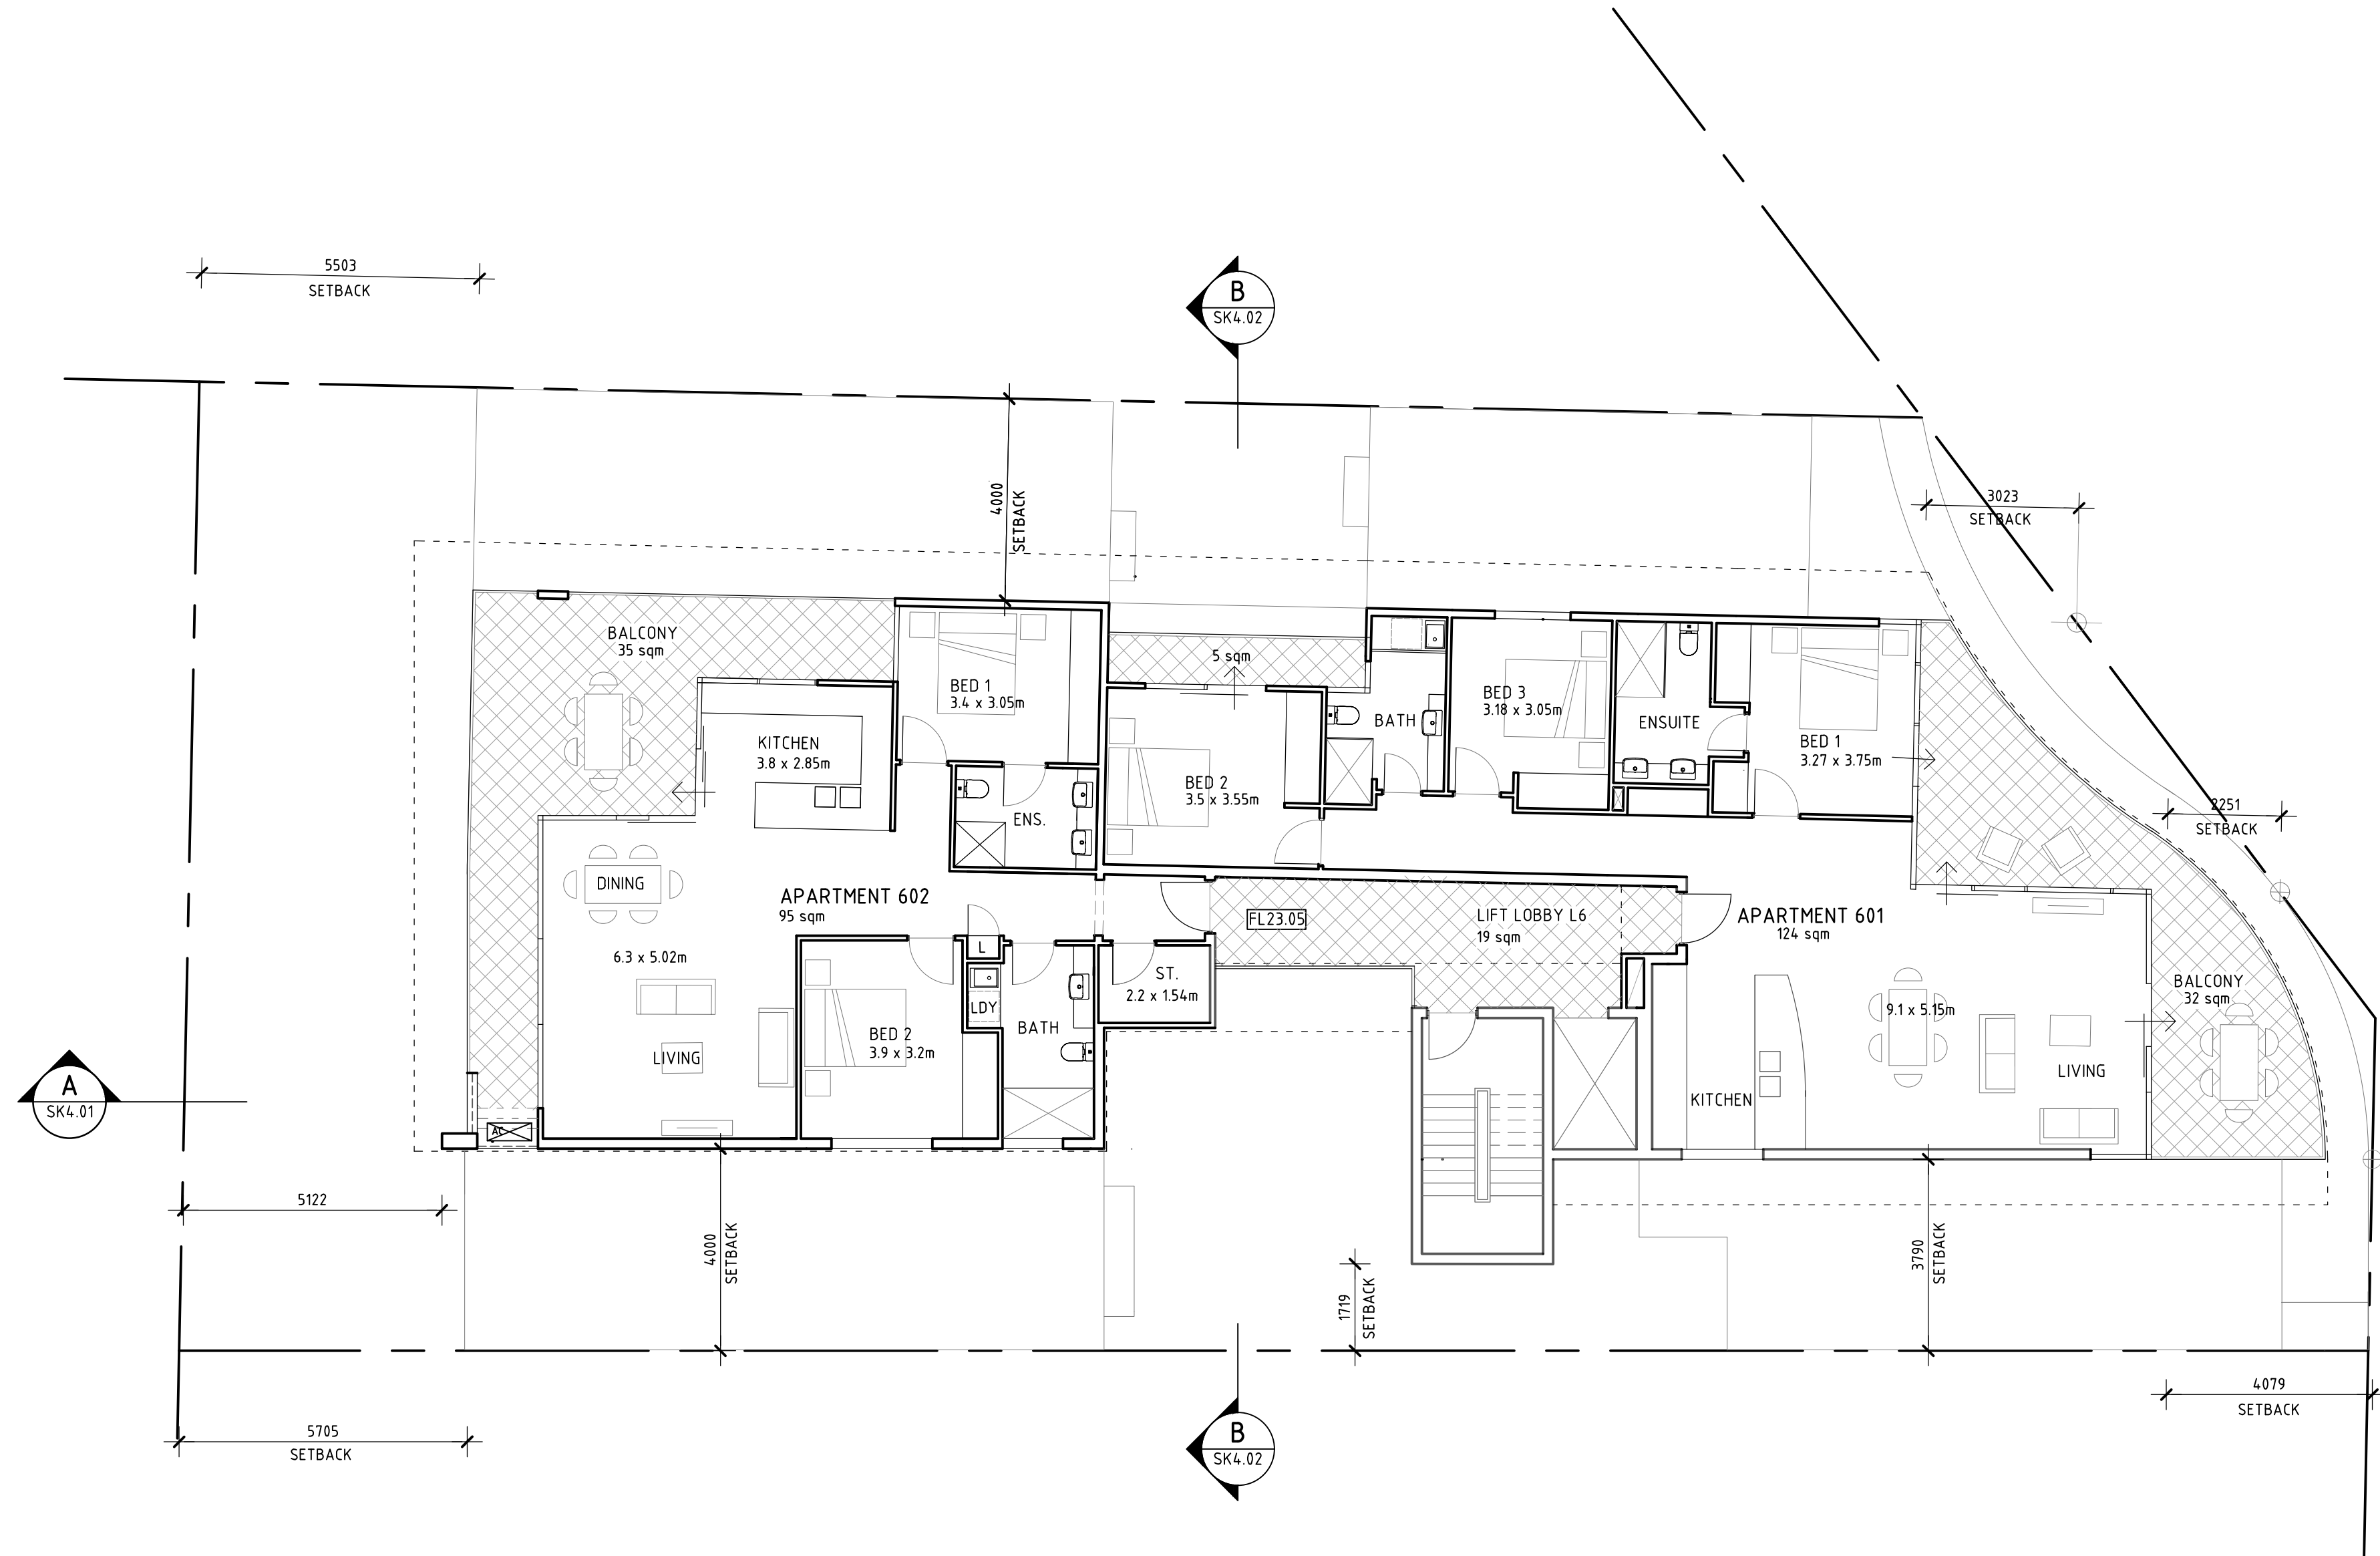 5503
SETBACK
B
SK4.02
4000
SETBACK
3023
SETBACK
BALCONY
35 sqm
5 sqm
BED 1
3.4 x 3.05m
BED 3
3.18 x 3.05m
BATH
ENSUITE
KITCHEN
3.8 x 2.85m
BED 1
3.27 x 3.75m
BED 2
3.5 x 3.55m
ENS.
2251
SETBACK
DINING
APARTMENT 602
95 sqm
FL23.05
LIFT LOBBY L6
19 sqm
APARTMENT 601
124 sqm
L
6.3 x 5.02m
ST.
2.2 x 1.54m
LDY
BATH
BALCONY
32 sqm
9.1 x 5.15m
BED 2
3.9 x 3.2m
LIVING
LIVING
KITCHEN
A
SK4.01
AC
5122
4000
SETBACK
3790
SETBACK
1719
SETBACK
4079
SETBACK
5705
SETBACK
B
SK4.02